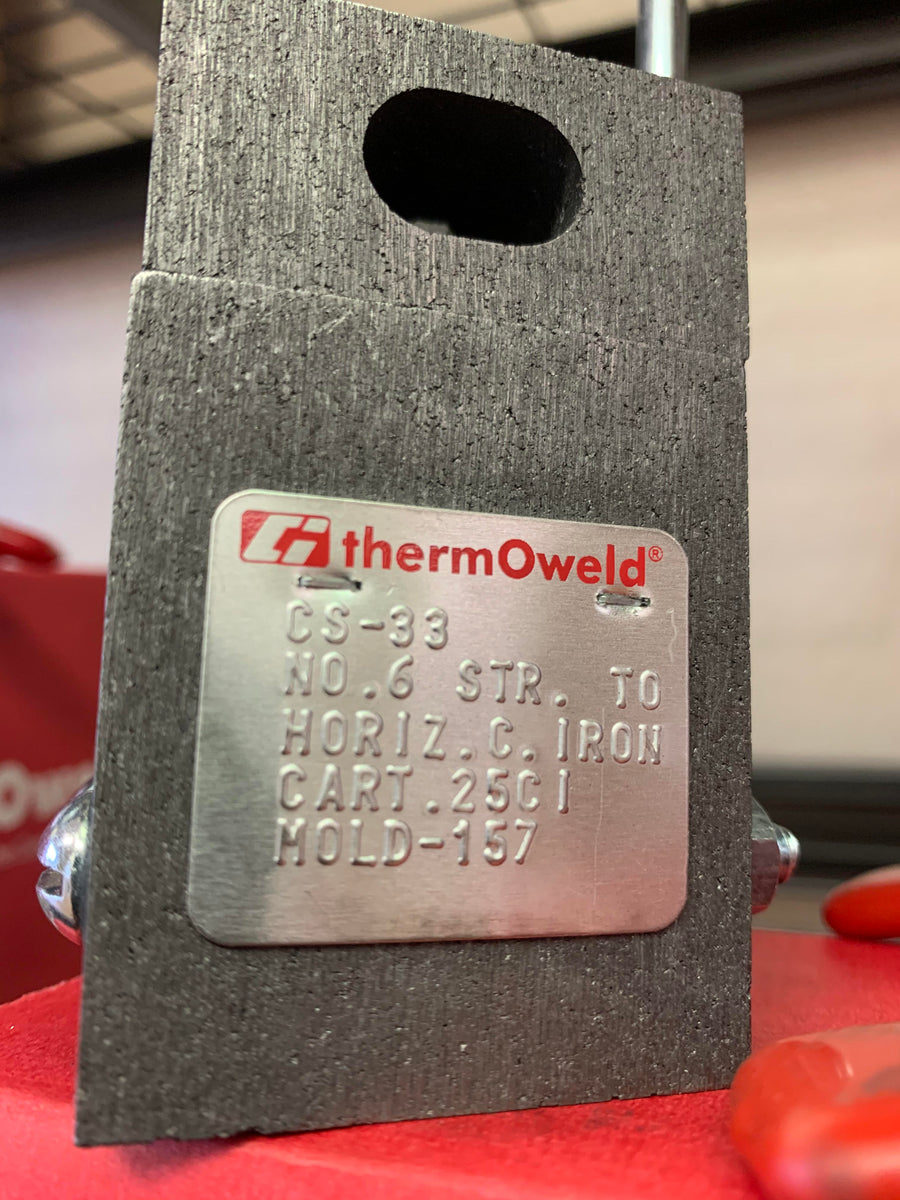 thermOweld®
CS-33
NO.6 STR. TO
HORIZ.C.IRON
CART.25CI
MOLD-157